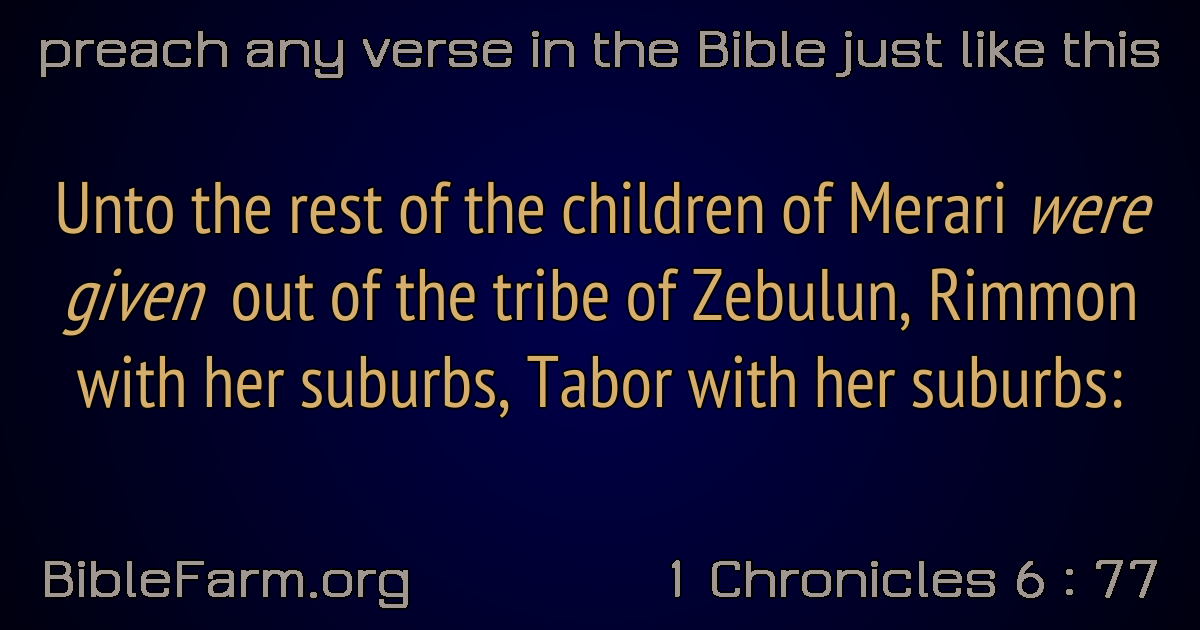 preach any verse in the Bible just like this
Unto the rest of the children of Merari were
given out of the tribe of Zebulun, Rimmon
with her suburbs, Tabor with her suburbs:
BibleFarm.org
1 Chronicles 6 : 77